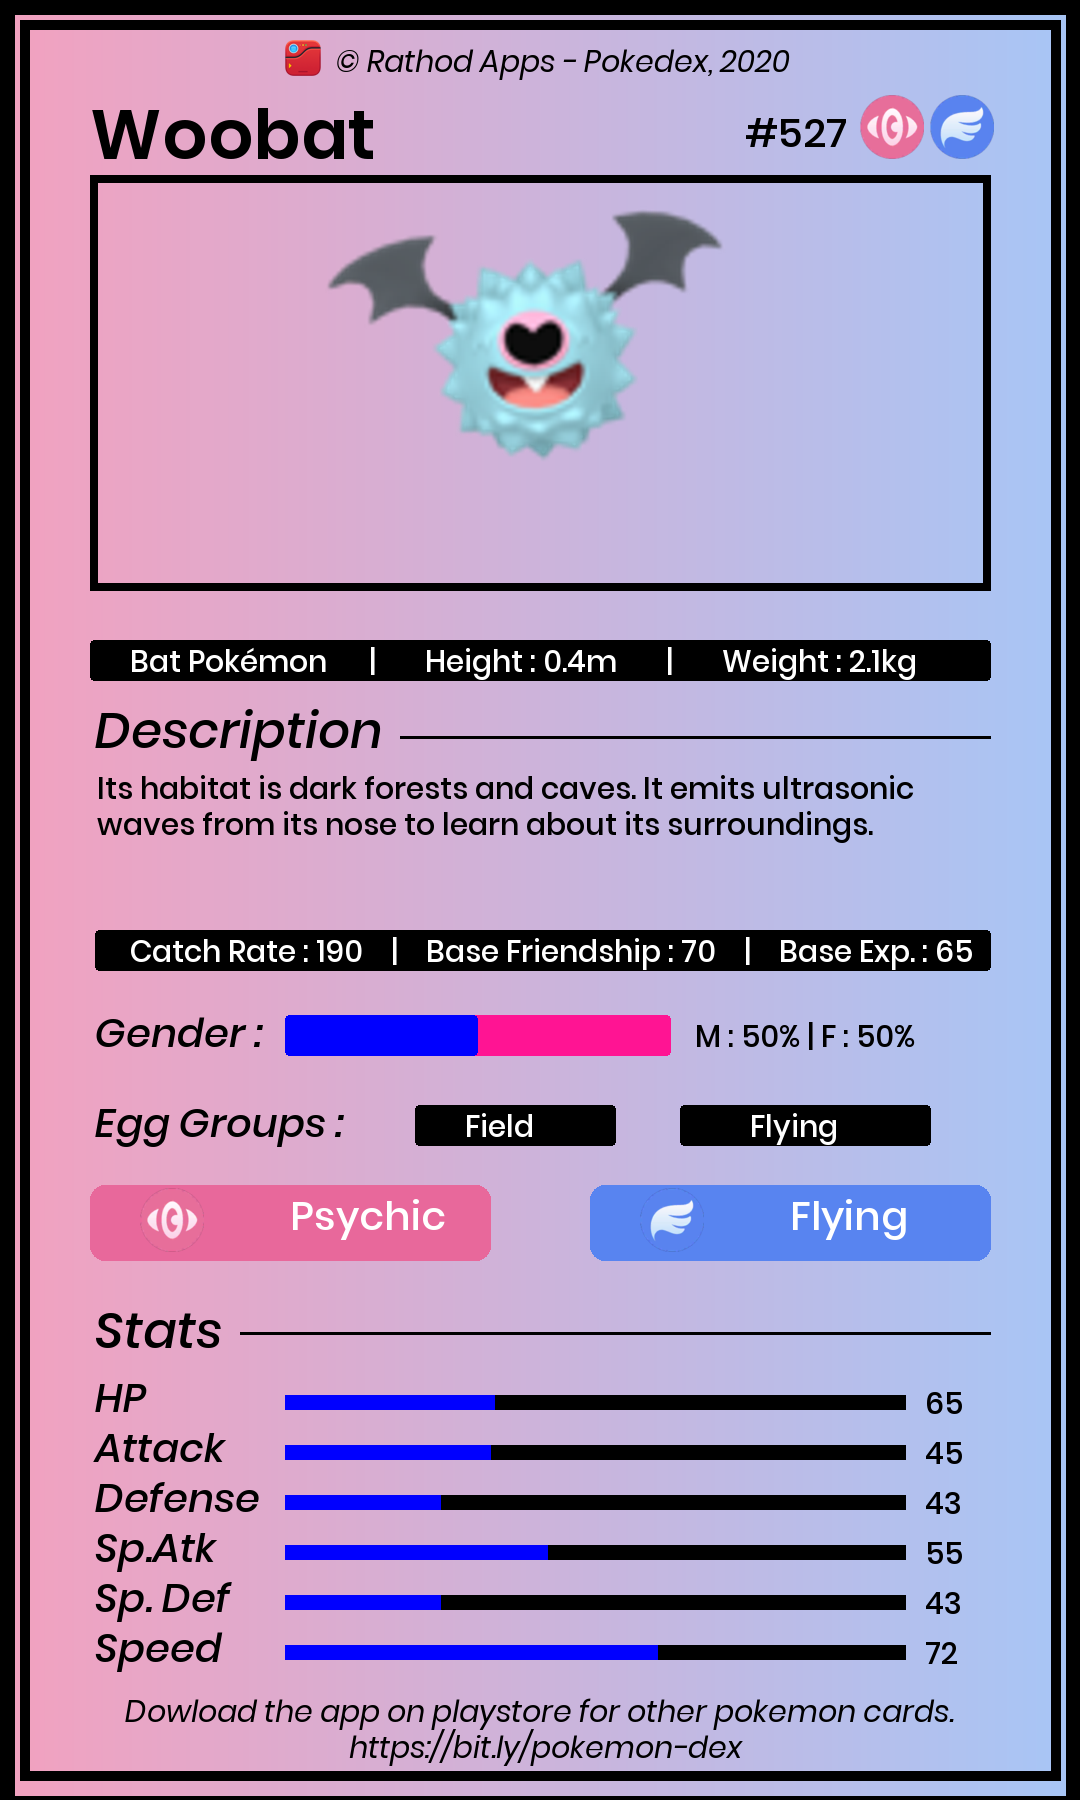 © Rathod Apps - Pokedex, 2020
Woobat #527
Bat Pokémon | Height : 0.4m | Weight : 2.1kg
Description
Its habitat is dark forests and caves. It emits ultrasonic
waves from its nose to learn about its surroundings.
Catch Rate : 190 | Base Friendship : 70 | Base Exp. : 65
Gender : M : 50% | F : 50%
Egg Groups : Field Flying
Psychic Flying
Stats
HP 65
Attack 45
Defense 43
Sp.Atk 55
Sp. Def 43
Speed 72
Dowload the app on playstore for other pokemon cards.
https://bit.ly/pokemon-dex